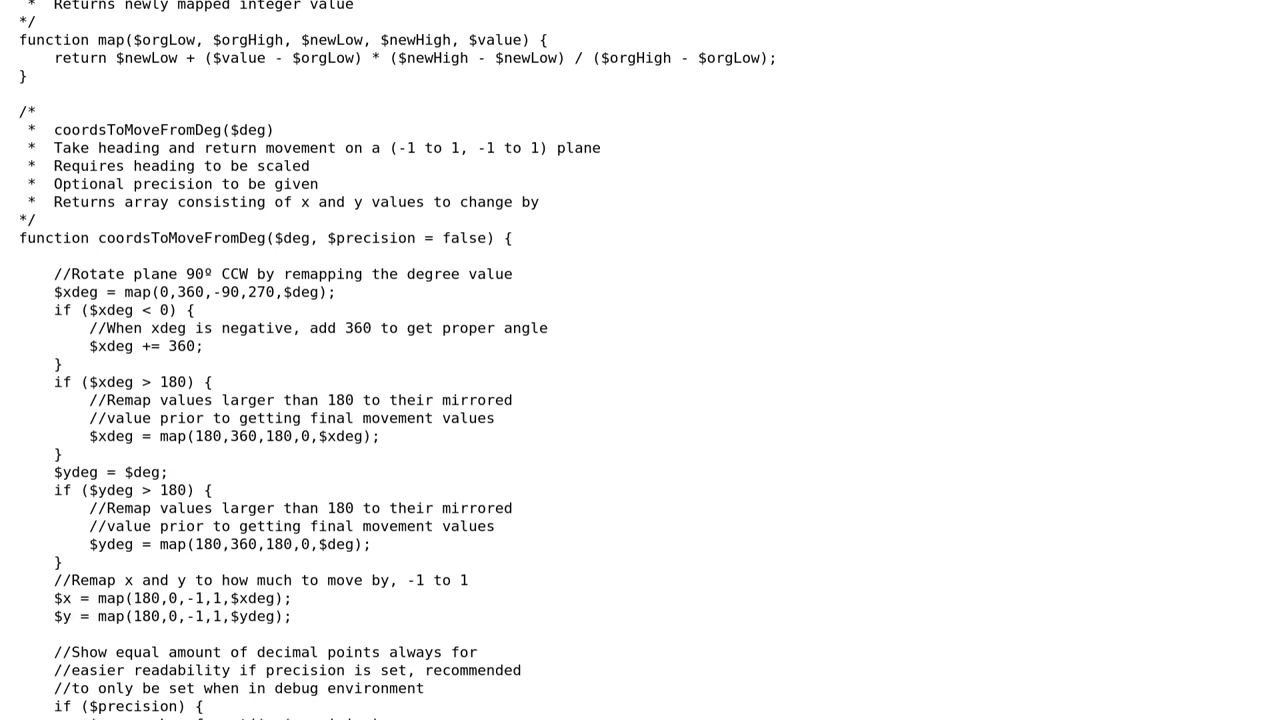 *  Returns newly mapped integer value
*/
function map($orgLow, $orgHigh, $newLow, $newHigh, $value) {
    return $newLow + ($value - $orgLow) * ($newHigh - $newLow) / ($orgHigh - $orgLow);
}

/*
 *  coordsToMoveFromDeg($deg)
 *  Take heading and return movement on a (-1 to 1, -1 to 1) plane
 *  Requires heading to be scaled
 *  Optional precision to be given
 *  Returns array consisting of x and y values to change by
*/
function coordsToMoveFromDeg($deg, $precision = false) {

    //Rotate plane 90º CCW by remapping the degree value
    $xdeg = map(0,360,-90,270,$deg);
    if ($xdeg < 0) {
        //When xdeg is negative, add 360 to get proper angle
        $xdeg += 360;
    }
    if ($xdeg > 180) {
        //Remap values larger than 180 to their mirrored
        //value prior to getting final movement values
        $xdeg = map(180,360,180,0,$xdeg);
    }
    $ydeg = $deg;
    if ($ydeg > 180) {
        //Remap values larger than 180 to their mirrored
        //value prior to getting final movement values
        $ydeg = map(180,360,180,0,$deg);
    }
    //Remap x and y to how much to move by, -1 to 1
    $x = map(180,0,-1,1,$xdeg);
    $y = map(180,0,-1,1,$ydeg);

    //Show equal amount of decimal points always for
    //easier readability if precision is set, recommended
    //to only be set when in debug environment
    if ($precision) {